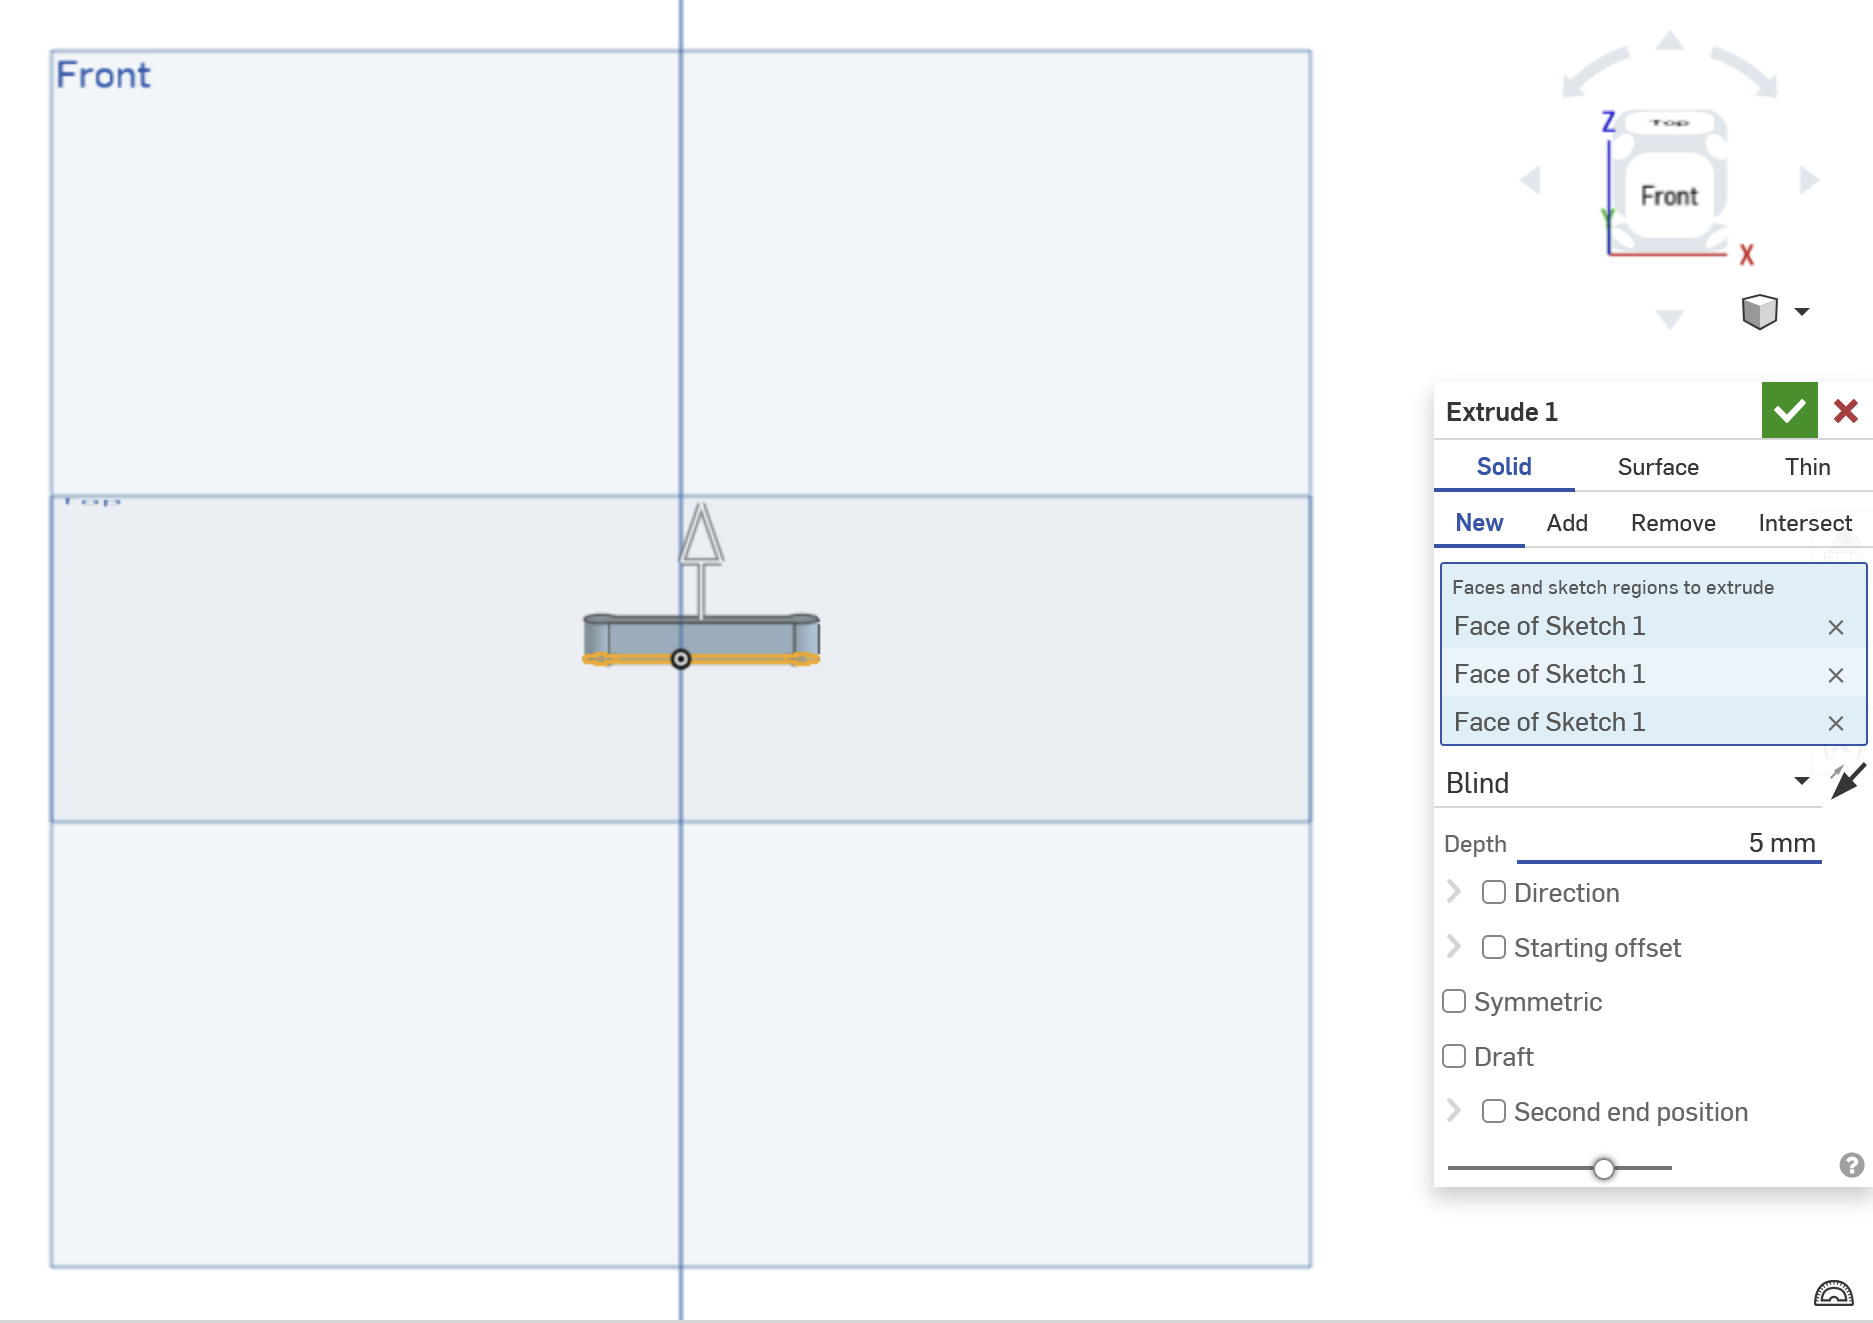 Front
Top
Z
Top
Front
Y
X
Extrude 1
Solid Surface Thin
New Add Remove Intersect
Faces and sketch regions to extrude
Face of Sketch 1
Face of Sketch 1
Face of Sketch 1
Blind
Depth 5 mm
Direction
Starting offset
Symmetric
Draft
Second end position